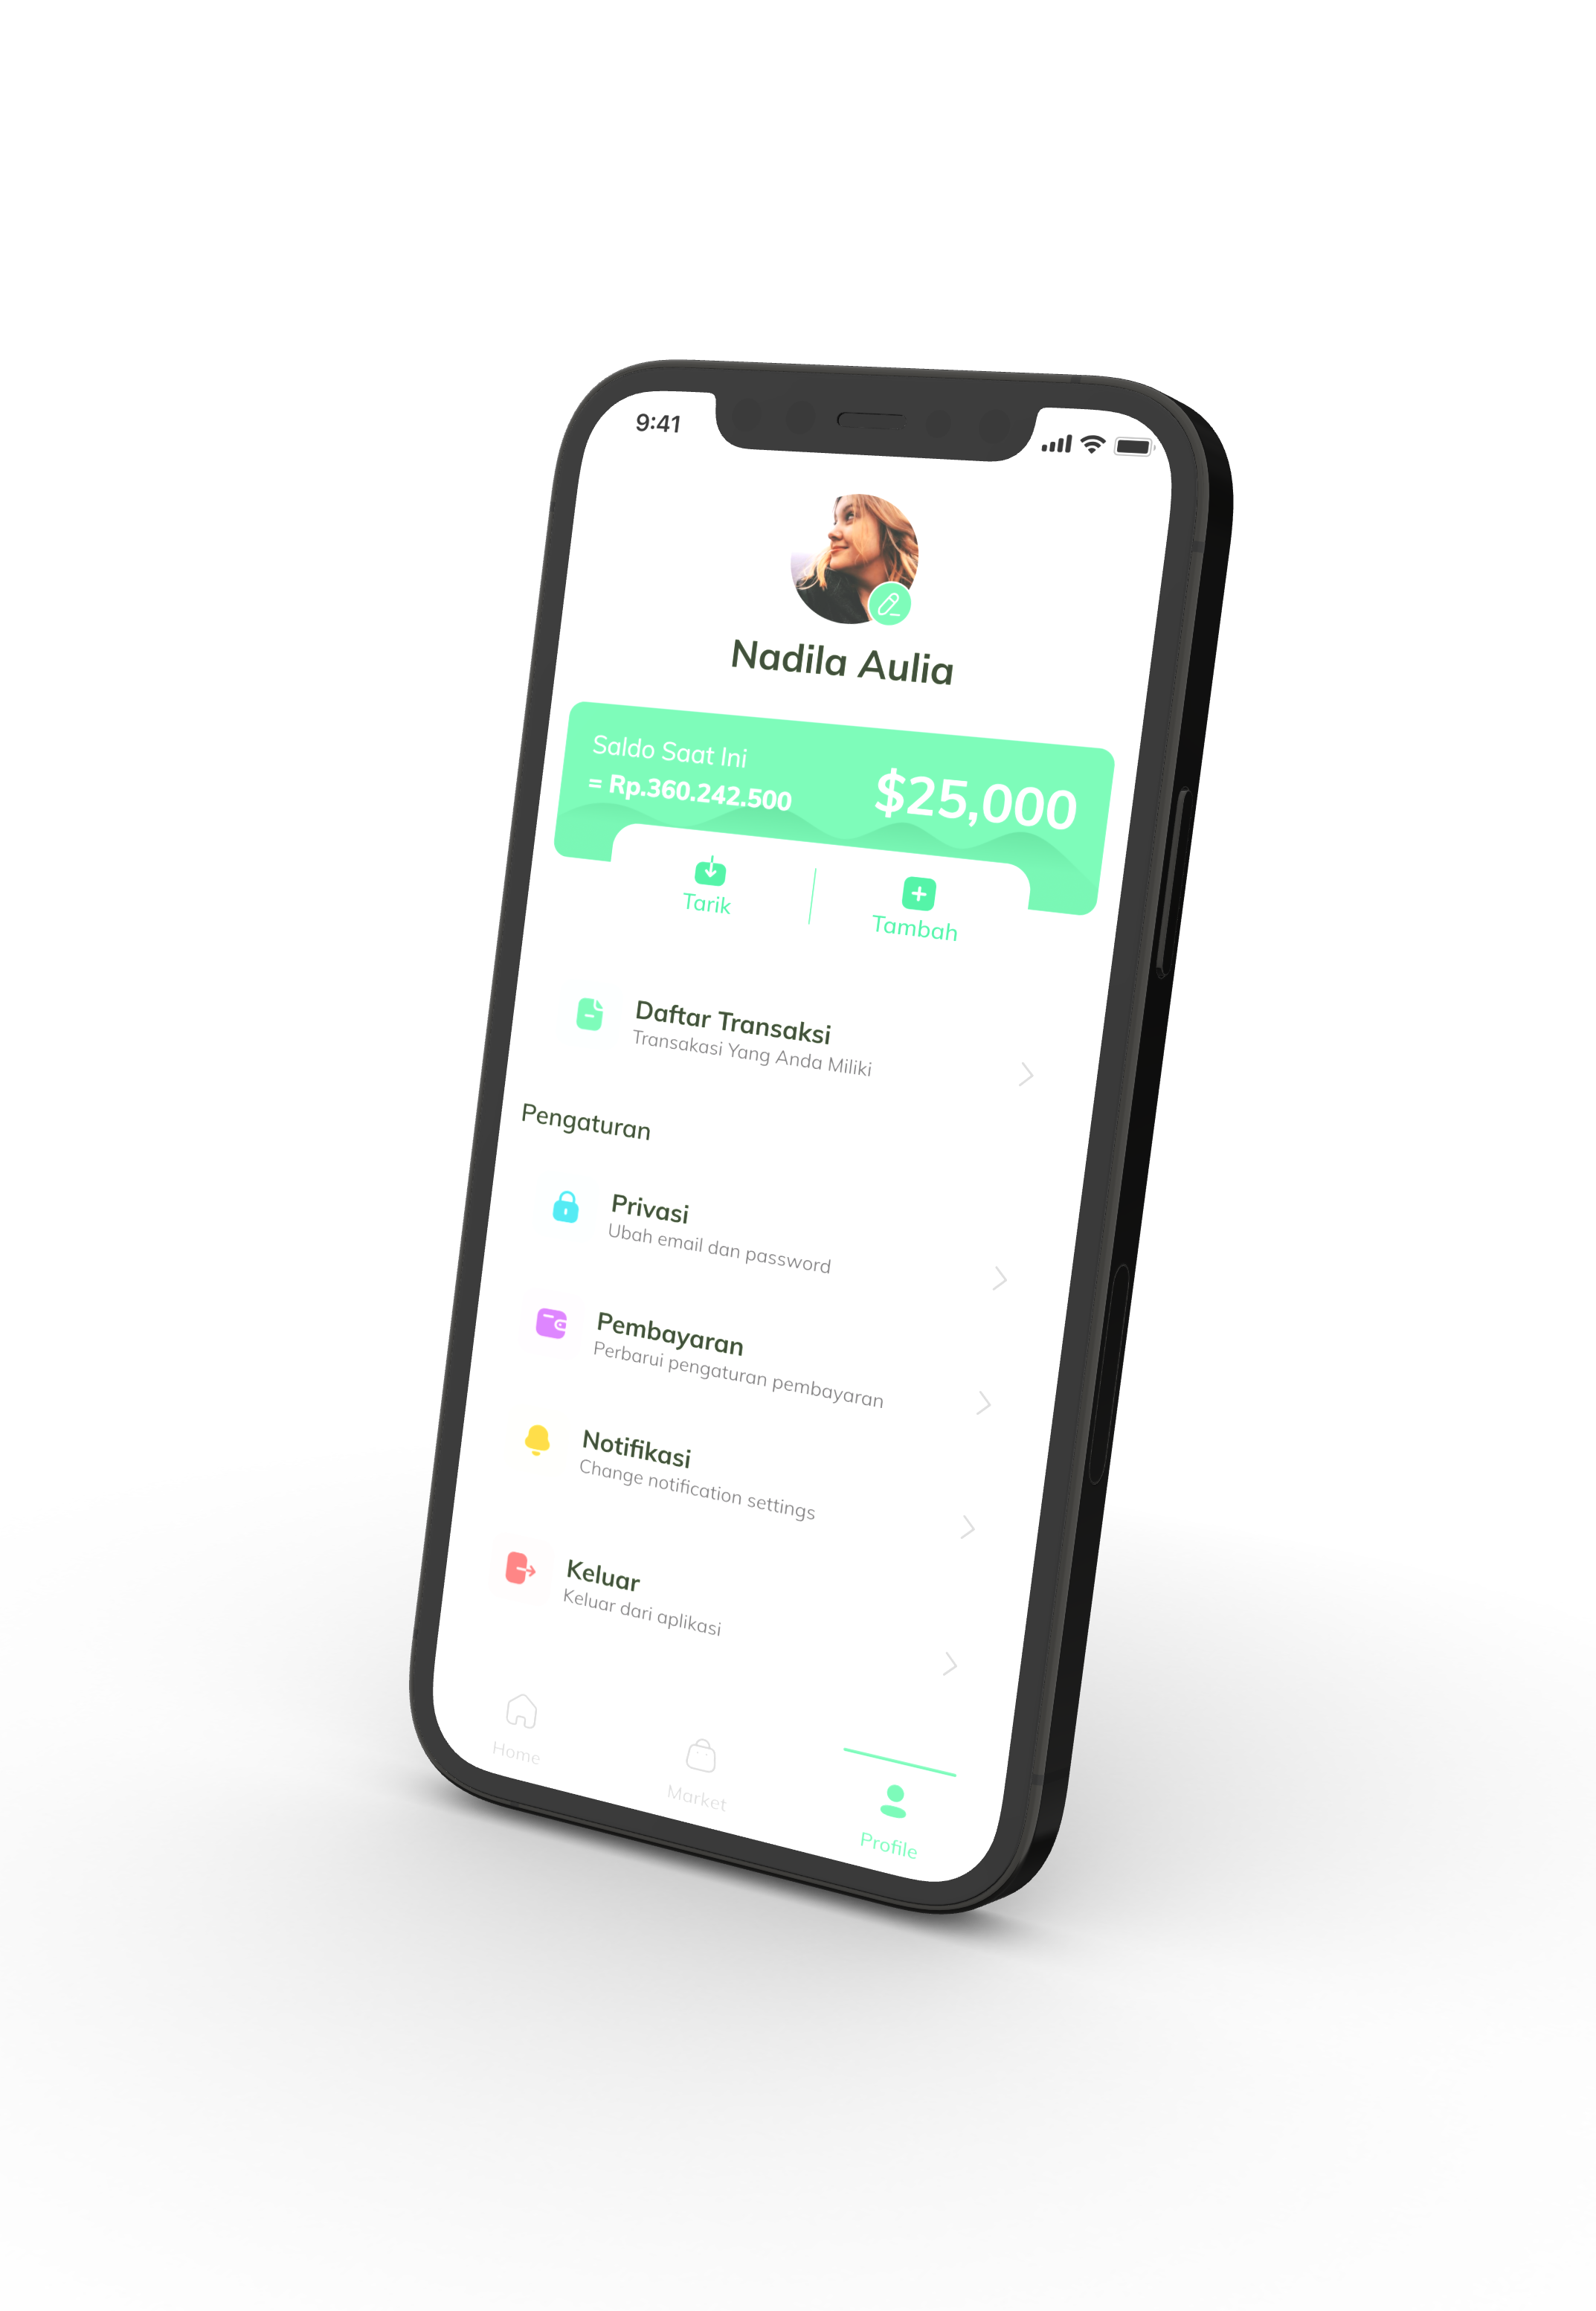 9:41
Nadila Aulia
Saldo Saat Ini
= Rp.360.242.500
$25,000
Tarik
Tambah
Daftar Transaksi
Transakasi Yang Anda Miliki
Pengaturan
Privasi
Ubah email dan password
Pembayaran
Perbarui pengaturan pembayaran
Notifikasi
Change notification settings
Keluar
Keluar dari aplikasi
Home
Market
Profile